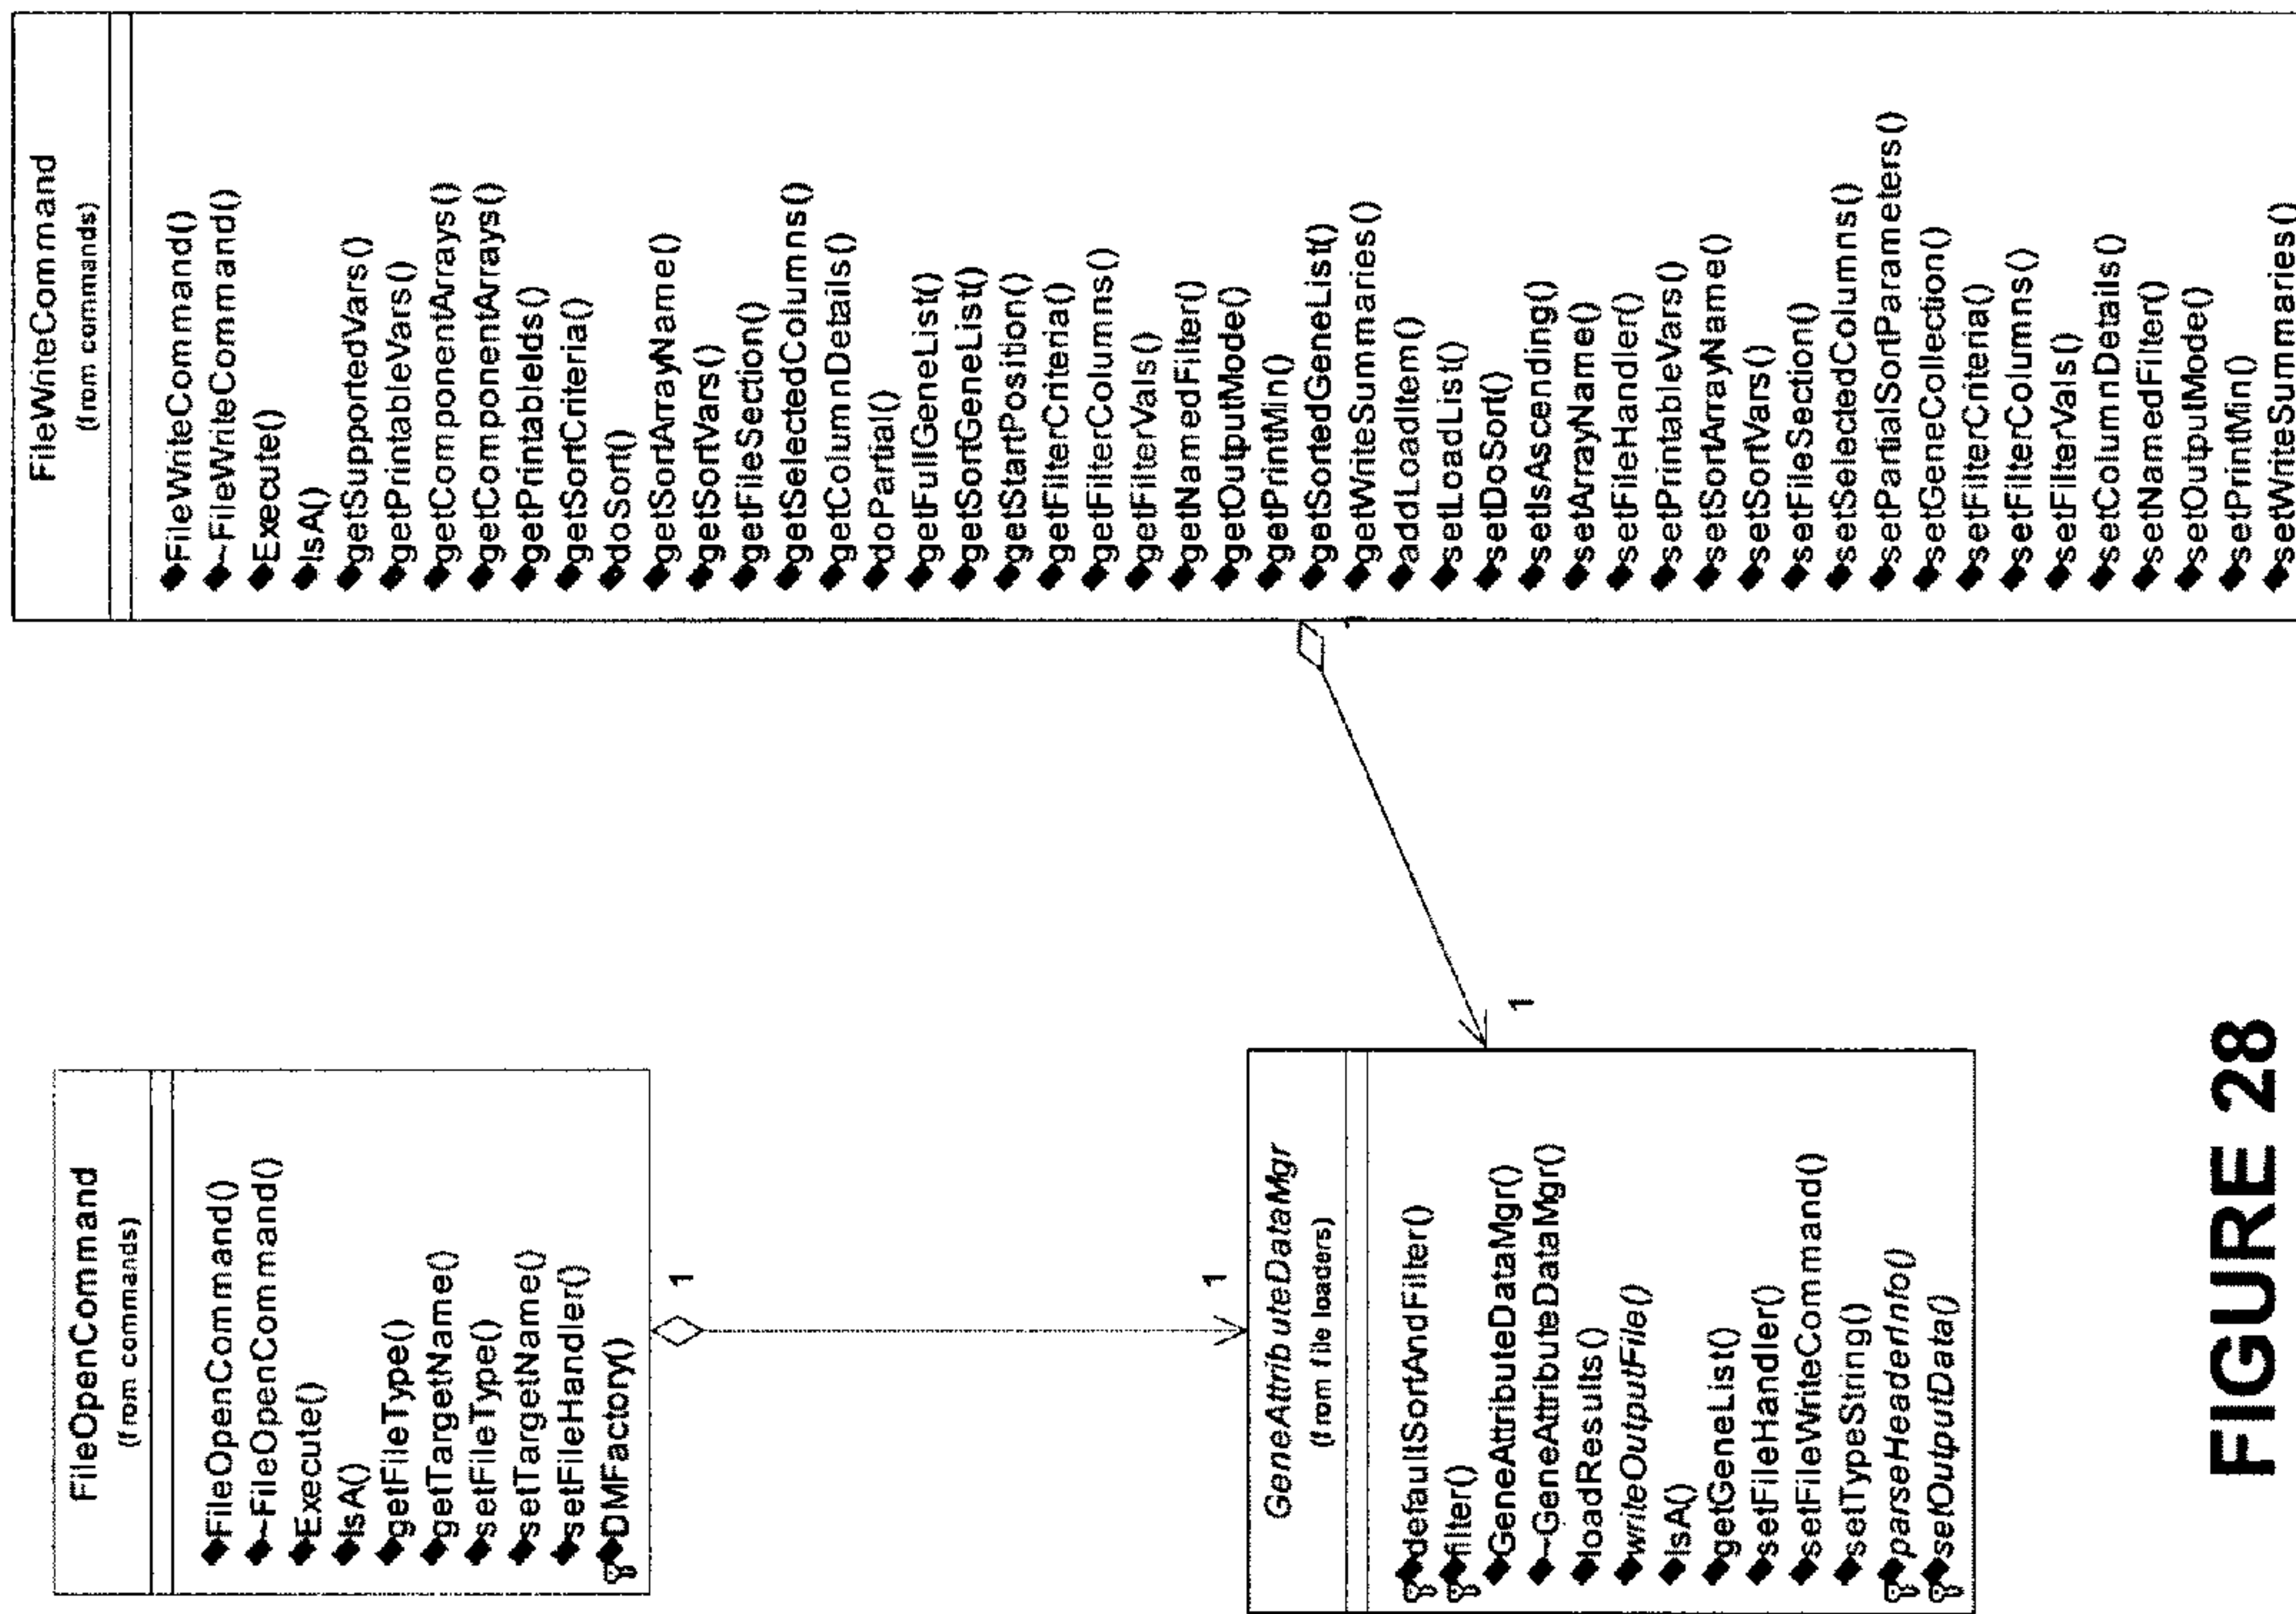 FileOpenCommand
(from commands)
FileOpenCommand()
~FileOpenCommand()
Execute()
IsA()
getFileType()
getTargetName()
setFileType()
setTargetName()
setFileHandler()
DMFactory()
1
1
GeneAttributeDataMgr
(from file loaders)
defaultSortAndFilter()
filter()
GeneAttributeDataMgr()
~GeneAttributeDataMgr()
loadResults()
writeOutputFile()
IsA()
getGeneList()
setFileHandler()
setFileWriteCommand()
setTypeString()
parseHeaderInfo()
setOutputData()
1
FileWriteCommand
(from commands)
FileWriteCommand()
~FileWriteCommand()
Execute()
IsA()
getSupportedVars()
getPrintableVars()
getComponentArrays()
getComponentArrays()
getPrintableIds()
getSortCriteria()
doSort()
getSortArrayName()
getSortVars()
getFileSection()
getSelectedColumns()
getColumnDetails()
doPartial()
getFullGeneList()
getSortGeneList()
getStartPosition()
getFilterCriteria()
getFilterColumns()
getFilterVals()
getNamedFilter()
getOutputMode()
getPrintMin()
getSortedGeneList()
getWriteSummaries()
addLoadItem()
setLoadList()
setDoSort()
setIsAscending()
setArrayName()
setFileHandler()
setPrintableVars()
setSortArrayName()
setSortVars()
setFileSection()
setSelectedColumns()
setPartialSortParameters()
setGeneCollection()
setFilterCriteria()
setFilterColumns()
setFilterVals()
setColumnDetails()
setNamedFilter()
setOutputMode()
setPrintMin()
setWriteSummaries()
FIGURE 28